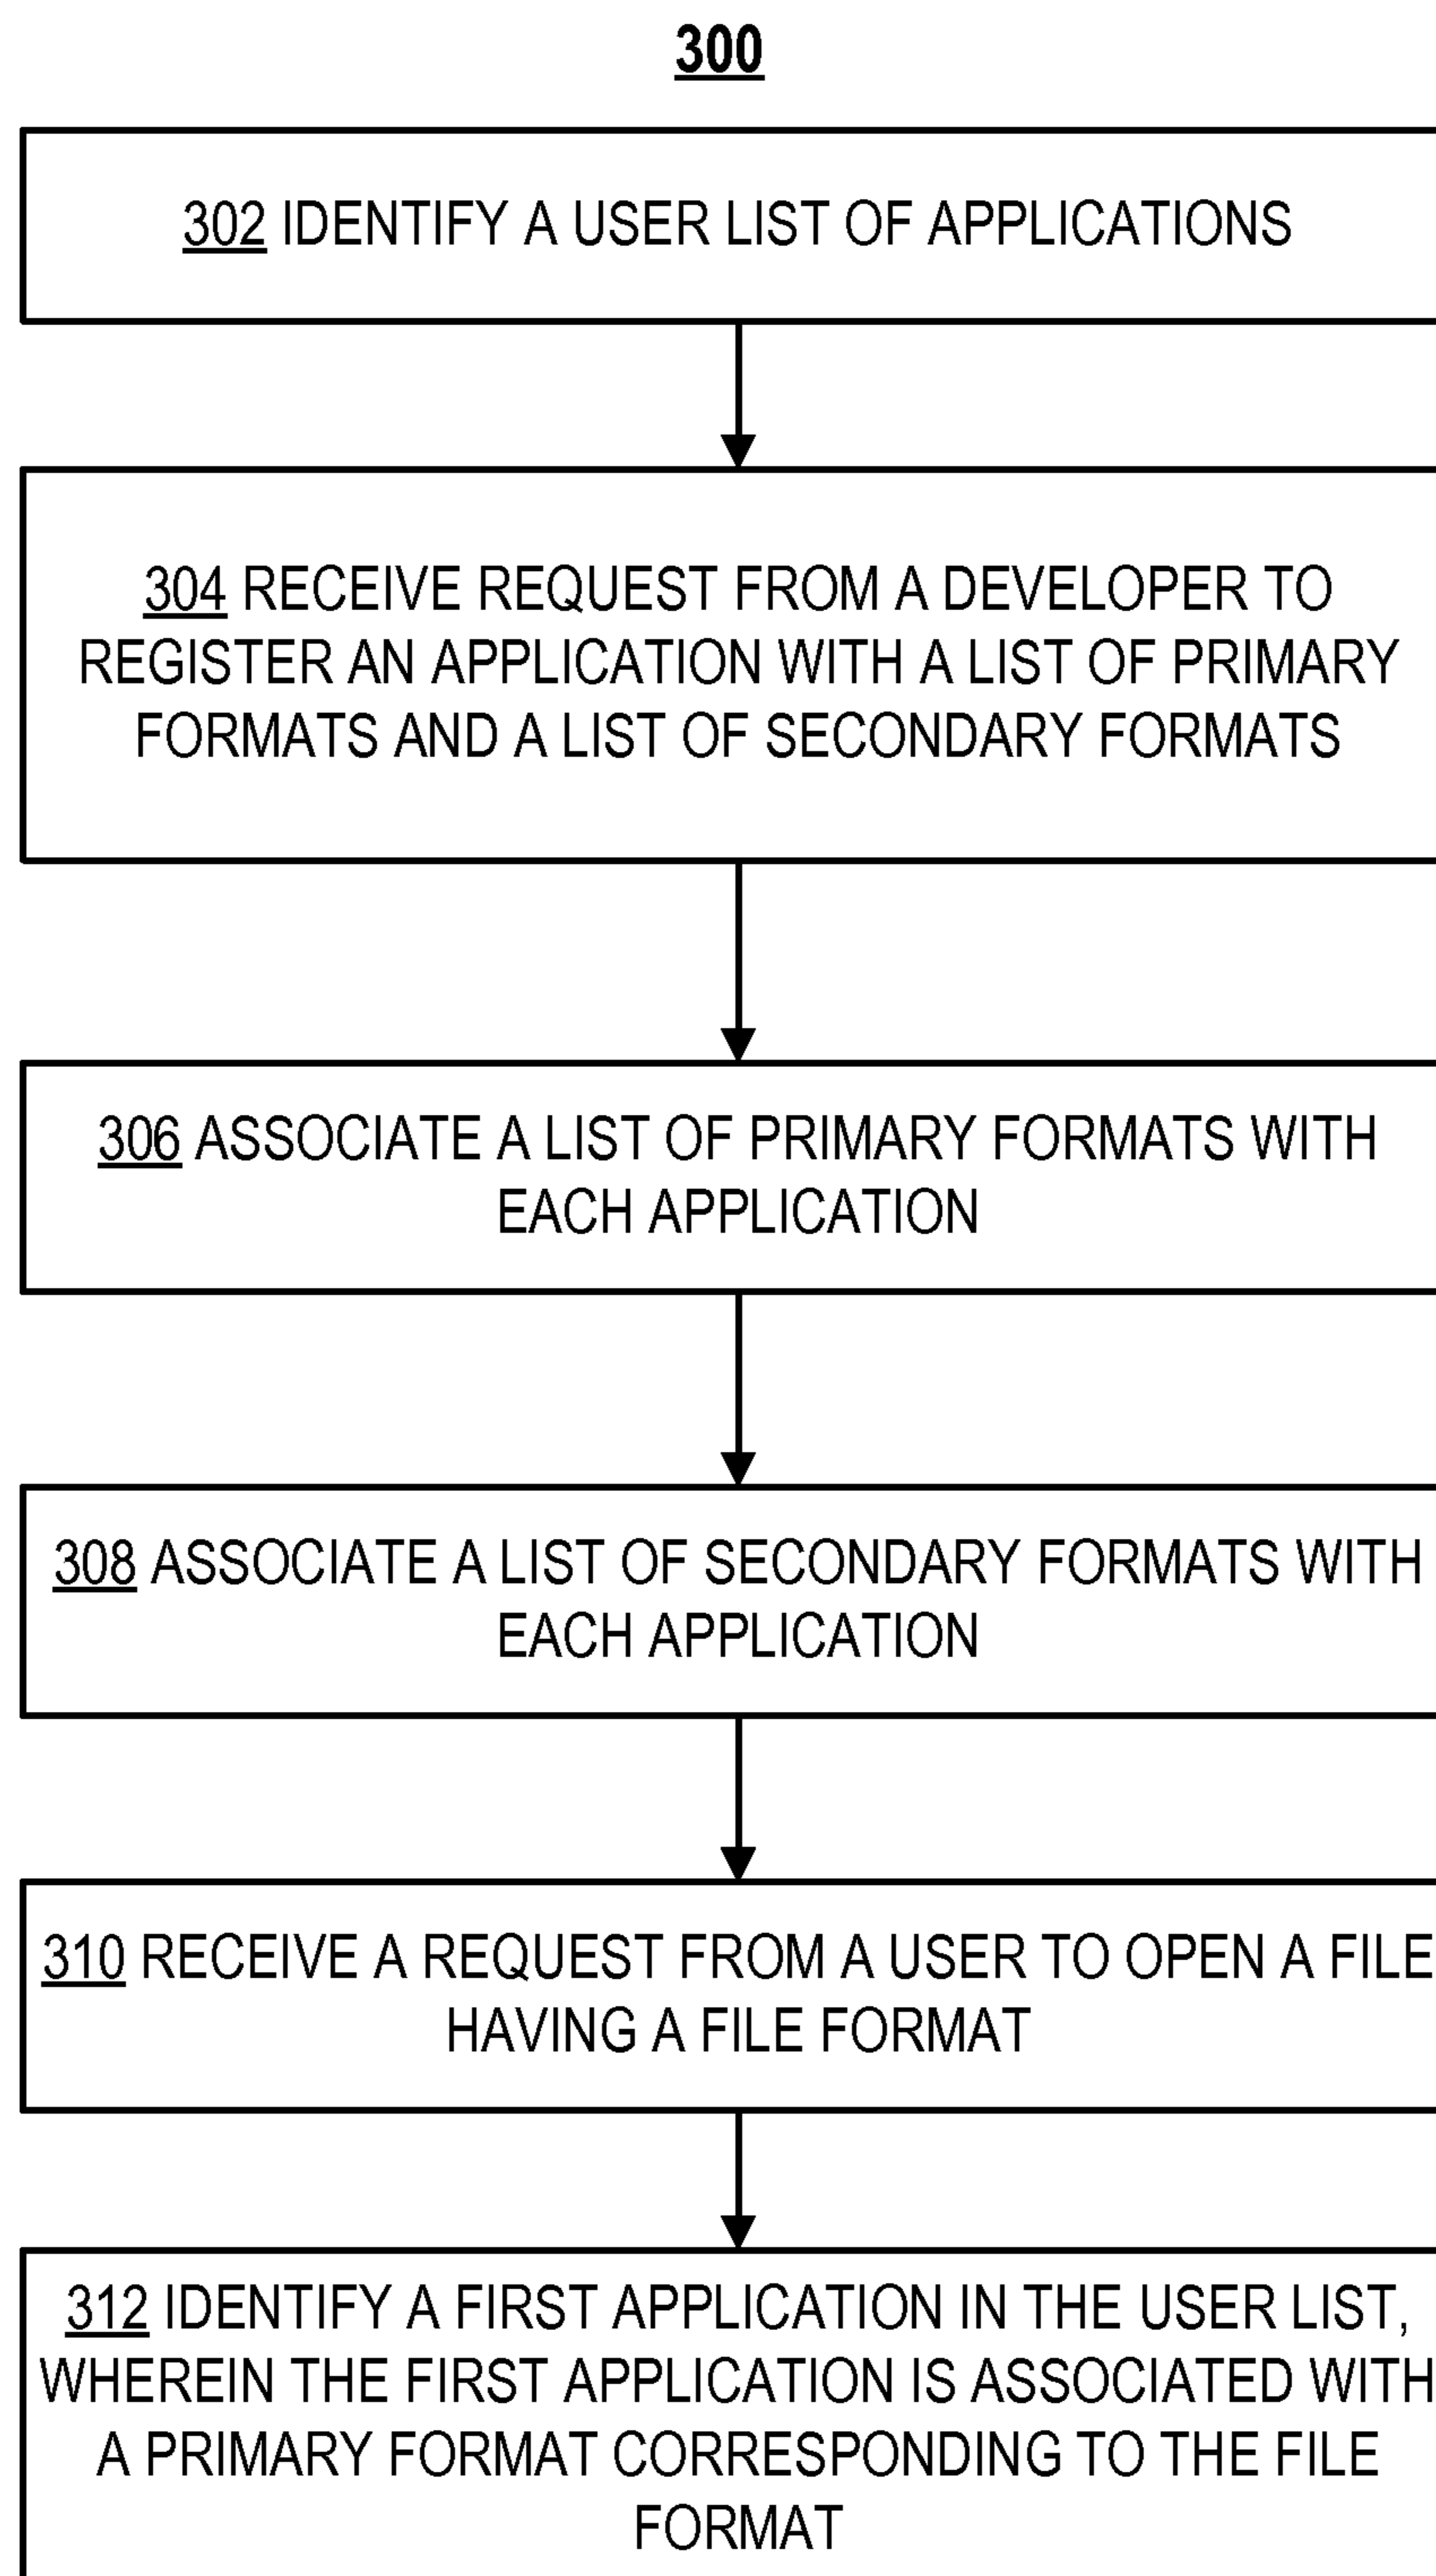 300
302 IDENTIFY A USER LIST OF APPLICATIONS
304 RECEIVE REQUEST FROM A DEVELOPER TO
REGISTER AN APPLICATION WITH A LIST OF PRIMARY
FORMATS AND A LIST OF SECONDARY FORMATS
306 ASSOCIATE A LIST OF PRIMARY FORMATS WITH
EACH APPLICATION
308 ASSOCIATE A LIST OF SECONDARY FORMATS WITH
EACH APPLICATION
310 RECEIVE A REQUEST FROM A USER TO OPEN A FILE
HAVING A FILE FORMAT
312 IDENTIFY A FIRST APPLICATION IN THE USER LIST,
WHEREIN THE FIRST APPLICATION IS ASSOCIATED WITH
A PRIMARY FORMAT CORRESPONDING TO THE FILE
FORMAT